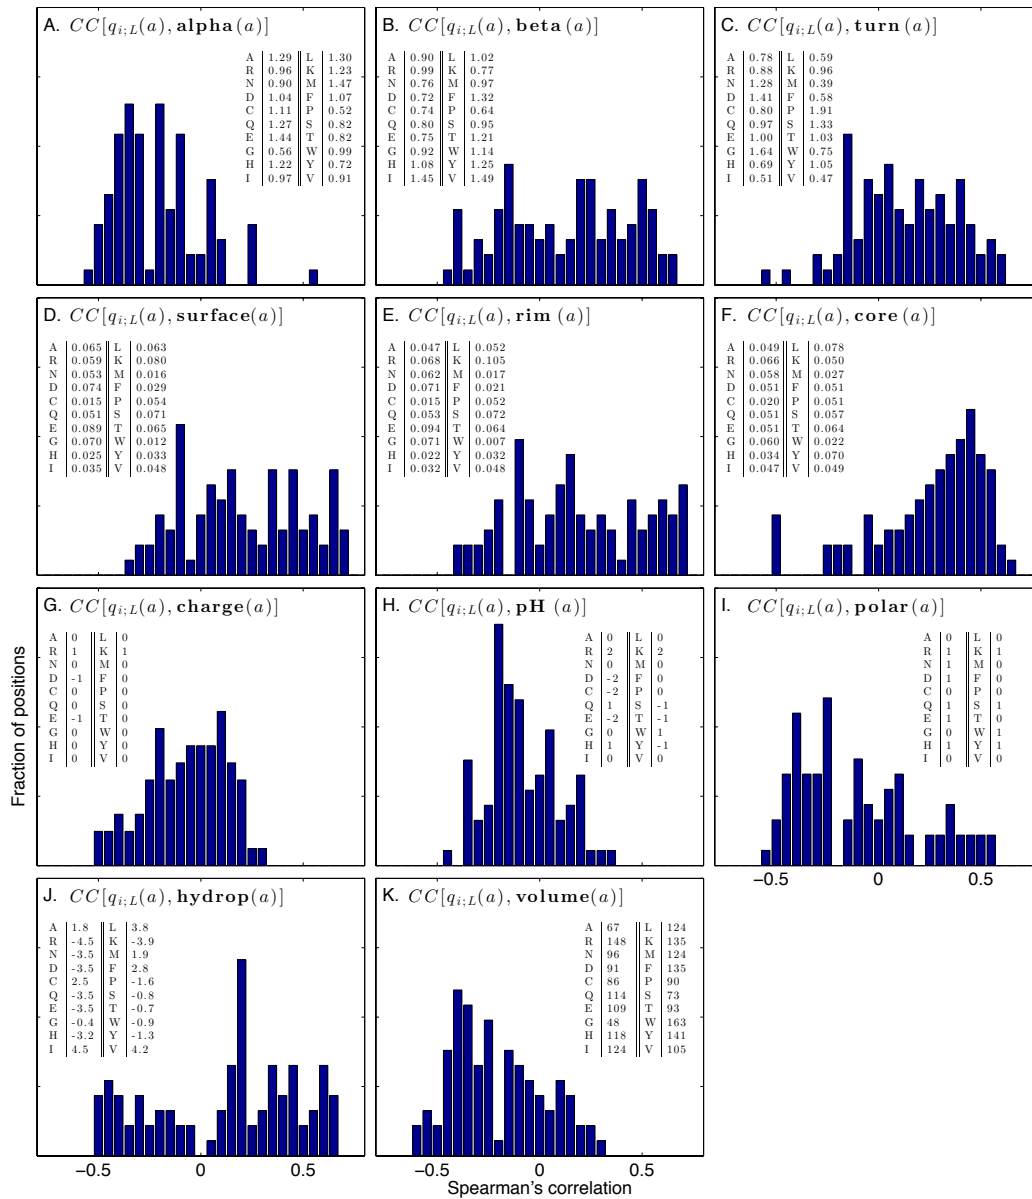 A. CC[q_{i;L}(a), alpha(a)]
A 1.29 L 1.30
R 0.96 K 1.23
N 0.90 M 1.47
D 1.04 F 1.07
C 1.11 P 0.52
Q 1.27 S 0.82
E 1.44 T 0.82
G 0.56 W 0.99
H 1.22 Y 0.72
I 0.97 V 0.91
B. CC[q_{i;L}(a), beta (a)]
A 0.90 L 1.02
R 0.99 K 0.77
N 0.76 M 0.97
D 0.72 F 1.32
C 0.74 P 0.64
Q 0.80 S 0.95
E 0.75 T 1.21
G 0.92 W 1.14
H 1.08 Y 1.25
I 1.45 V 1.49
C. CC[q_{i;L}(a), turn (a)]
A 0.78 L 0.59
R 0.88 K 0.96
N 1.28 M 0.39
D 1.41 F 0.58
C 0.80 P 1.91
Q 0.97 S 1.33
E 1.00 T 1.03
G 1.64 W 0.75
H 0.69 Y 1.05
I 0.51 V 0.47
D. CC[q_{i;L}(a), surface(a)]
A 0.065 L 0.063
R 0.059 K 0.080
N 0.053 M 0.016
D 0.074 F 0.029
C 0.015 P 0.054
Q 0.051 S 0.071
E 0.089 T 0.065
G 0.070 W 0.012
H 0.025 Y 0.033
I 0.035 V 0.048
E. CC[q_{i;L}(a), rim (a)]
A 0.047 L 0.052
R 0.068 K 0.105
N 0.062 M 0.017
D 0.071 F 0.021
C 0.015 P 0.052
Q 0.053 S 0.072
E 0.094 T 0.064
G 0.071 W 0.007
H 0.022 Y 0.032
I 0.032 V 0.048
F. CC[q_{i;L}(a), core (a)]
A 0.049 L 0.078
R 0.066 K 0.050
N 0.058 M 0.027
D 0.051 F 0.051
C 0.020 P 0.051
Q 0.051 S 0.057
E 0.051 T 0.064
G 0.060 W 0.022
H 0.034 Y 0.070
I 0.047 V 0.049
G. CC[q_{i;L}(a), charge(a)]
A 0 L 0
R 1 K 1
N 0 M 0
D -1 F 0
C 0 P 0
Q 0 S 0
E -1 T 0
G 0 W 0
H 0 Y 0
I 0 V 0
H. CC[q_{i;L}(a), pH (a)]
A 0 L 0
R 2 K 2
N 0 M 0
D -2 F 0
C -2 P 0
Q 1 S -1
E -2 T -1
G 0 W 1
H 1 Y -1
I 0 V 0
I. CC[q_{i;L}(a), polar(a)]
A 0 L 0
R 1 K 1
N 1 M 0
D 1 F 0
C 0 P 0
Q 1 S 1
E 1 T 1
G 0 W 1
H 1 Y 1
I 0 V 0
−0.5 0 0.5
J. CC[q_{i;L}(a), hydrop(a)]
A 1.8 L 3.8
R -4.5 K -3.9
N -3.5 M 1.9
D -3.5 F 2.8
C 2.5 P -1.6
Q -3.5 S -0.8
E -3.5 T -0.7
G -0.4 W -0.9
H -3.2 Y -1.3
I 4.5 V 4.2
K. CC[q_{i;L}(a), volume(a)]
A 67 L 124
R 148 K 135
N 96 M 124
D 91 F 135
C 86 P 90
Q 114 S 73
E 109 T 93
G 48 W 163
H 118 Y 141
I 124 V 105
−0.5 0 0.5
−0.5 0 0.5
Spearman's correlation
Fraction of positions